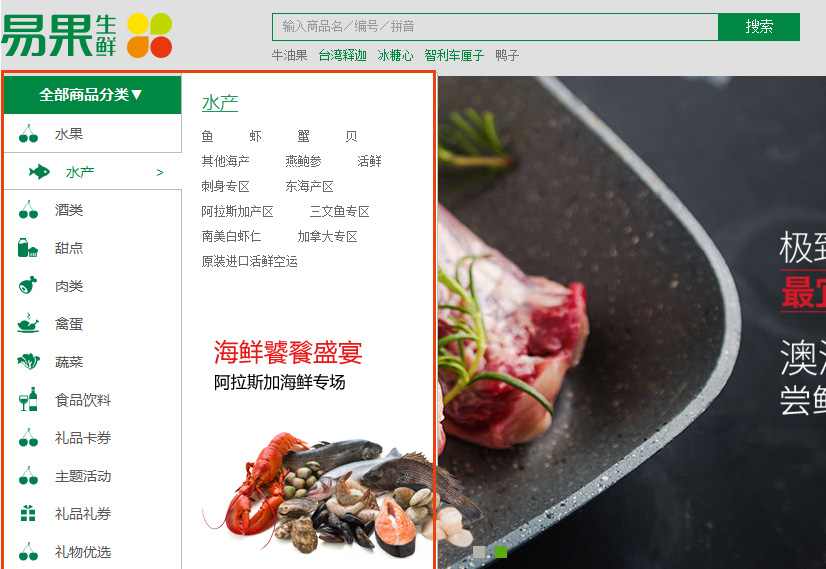 易果生鲜
输入商品名／编号／拼音
搜索
牛油果 台湾释迦 冰糖心 智利车厘子 鸭子
全部商品分类▼
水果
水产 >
酒类
甜点
肉类
禽蛋
蔬菜
食品饮料
礼品卡券
主题活动
礼品礼券
礼物优选
水产
鱼 虾 蟹 贝
其他海产 燕鲍参 活鲜
刺身专区 东海产区
阿拉斯加产区 三文鱼专区
南美白虾仁 加拿大专区
原装进口活鲜空运
海鲜饕餮盛宴
阿拉斯加海鲜专场
极致
最宜
澳洲
尝鲜